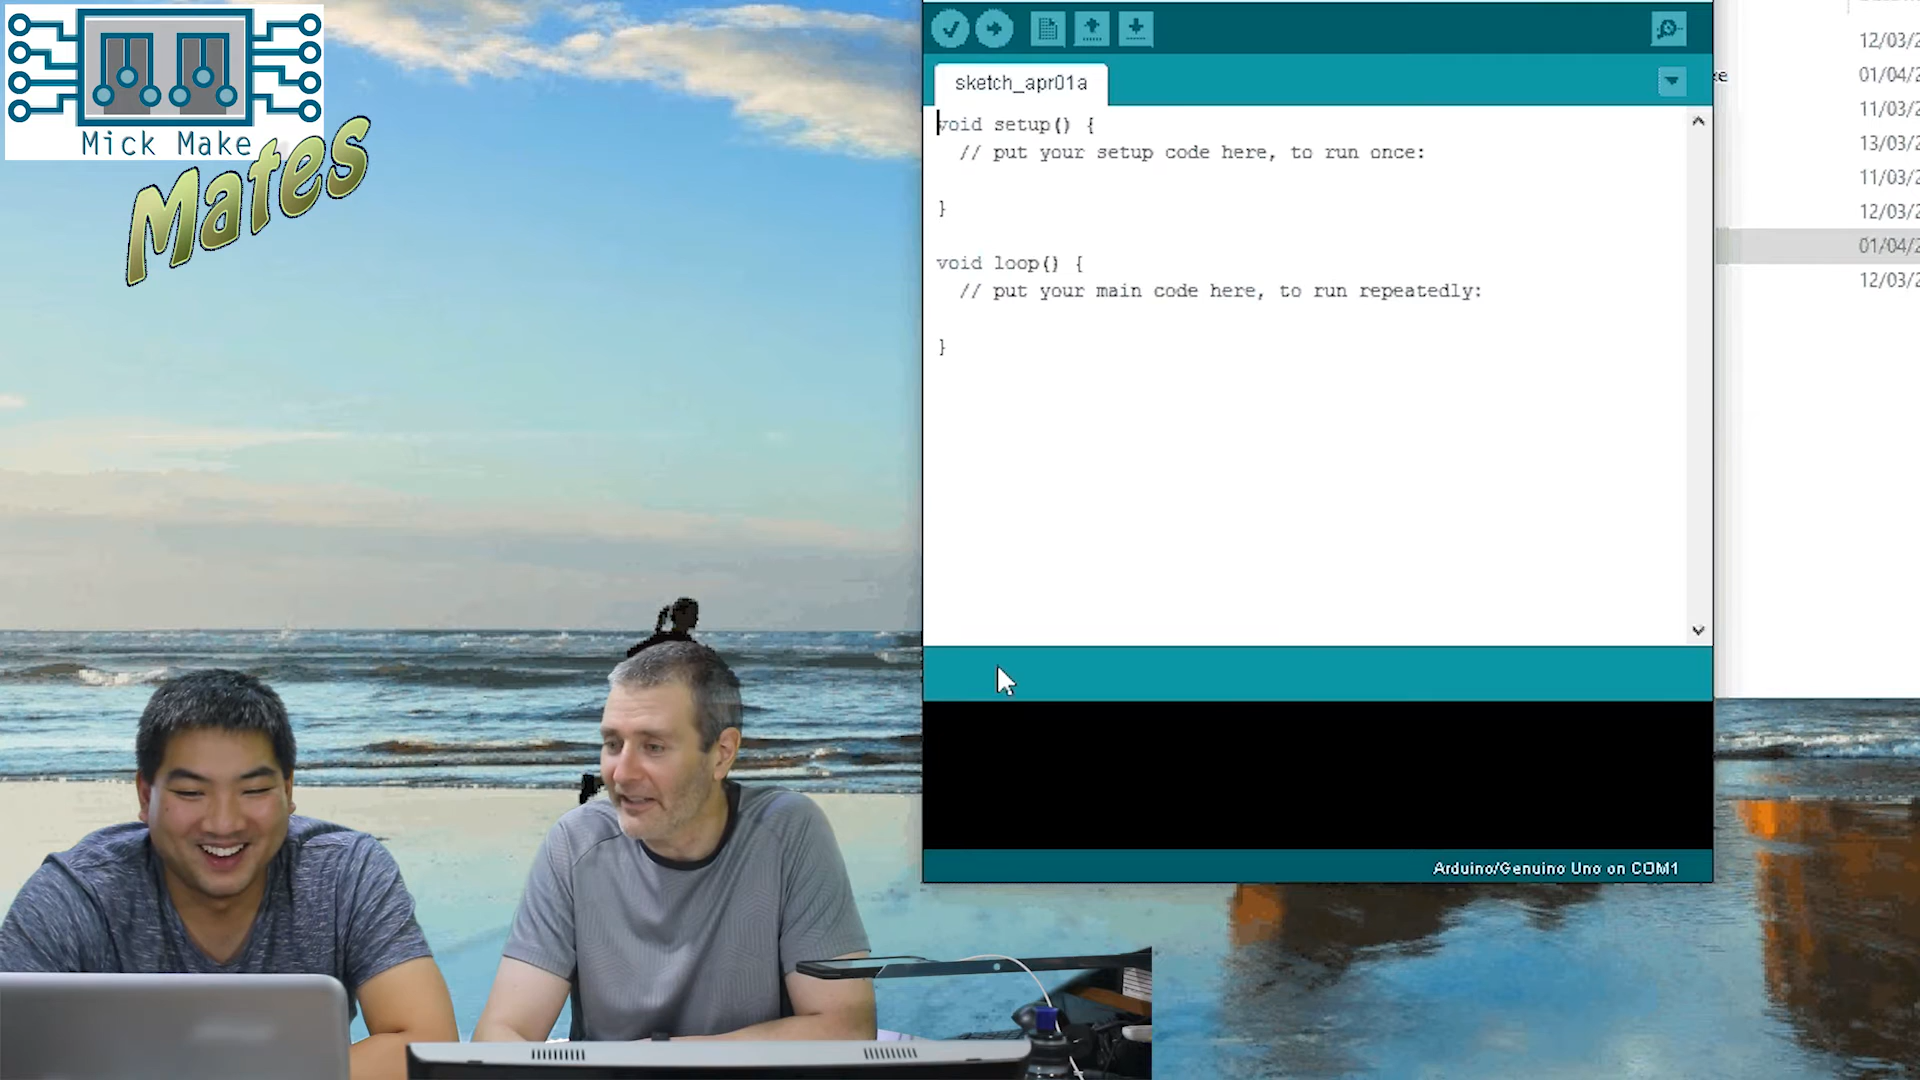 Mick Make
Mates
sketch_apr01a
void setup() {
// put your setup code here, to run once:
}
void loop() {
// put your main code here, to run repeatedly:
}
Arduino/Genuino Uno on COM1
12/03/2
01/04/2
11/03/2
13/03/2
11/03/2
12/03/2
01/04/2
12/03/2